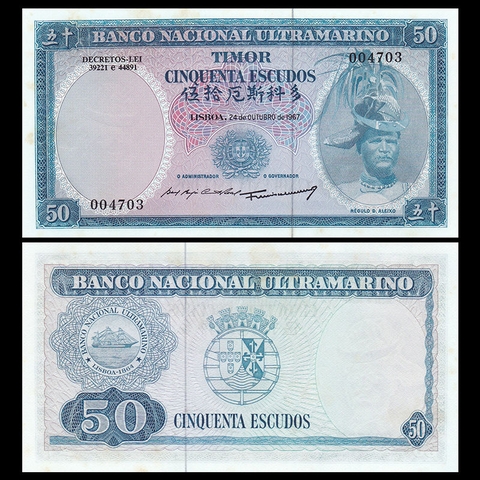 五十 BANCO NACIONAL ULTRAMARINO 50
DECRETOS-LEI
39221 e 44891
TIMOR
004703
CINQUENTA ESCUDOS
伍拾厄斯科多
LISBOA, 24 de OUTUBRO de 1967
O ADMINISTRADOR
O GOVERNADOR
004703
50
RÉGULO D. ALEIXO
五十
BANCO NACIONAL ULTRAMARINO
BANCO NACIONAL ULTRAMARINO
LISBOA-1864
50
CINQUENTA ESCUDOS
50